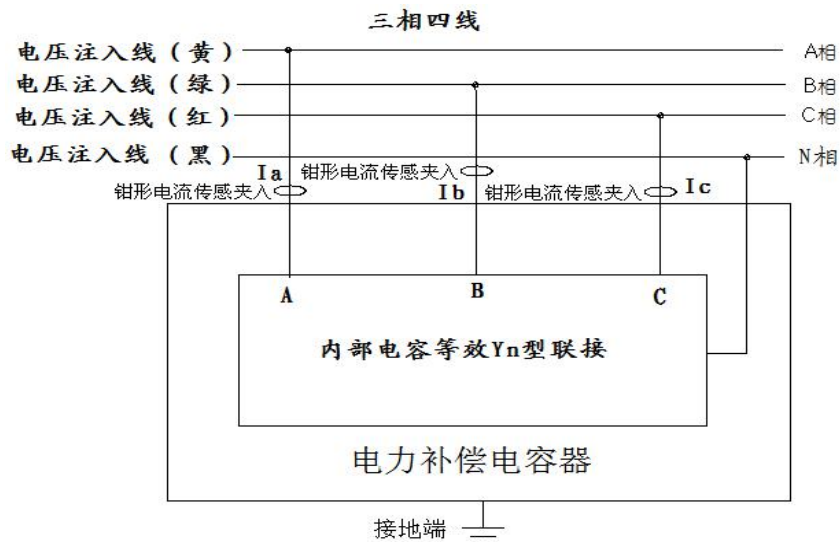 三相四线
电压注入线（黄） A相
电压注入线（绿） B相
电压注入线（红） C相
电压注入线（黑） N相
Ia 钳形电流传感夹入
钳形电流传感夹入 Ib 钳形电流传感夹入 Ic
A B C
内部电容等效Yn型联接
电力补偿电容器
接地端